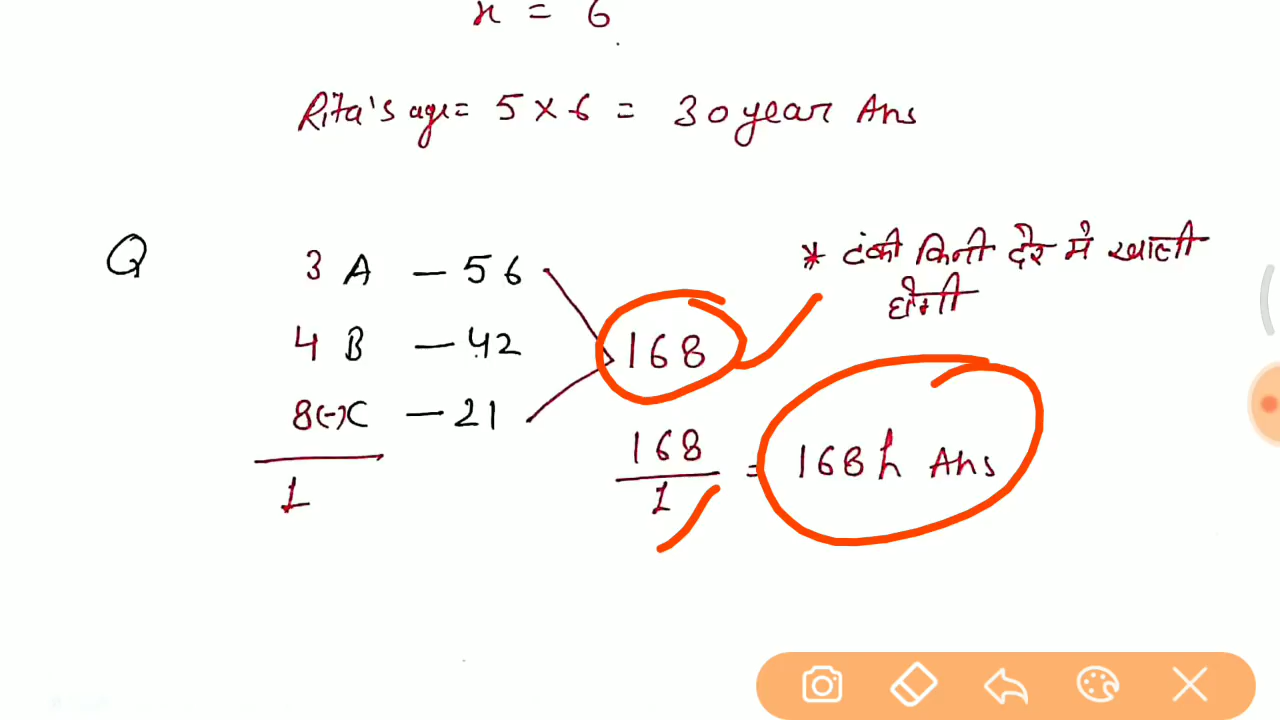 x = 6
Rita's age = 5 × 6 = 30 year Ans
Q
3 A — 56
4 B — 42
8(-)C — 21
1
168
168
1
= 168 h Ans
* टंकी कितनी देर में खाली
होगी